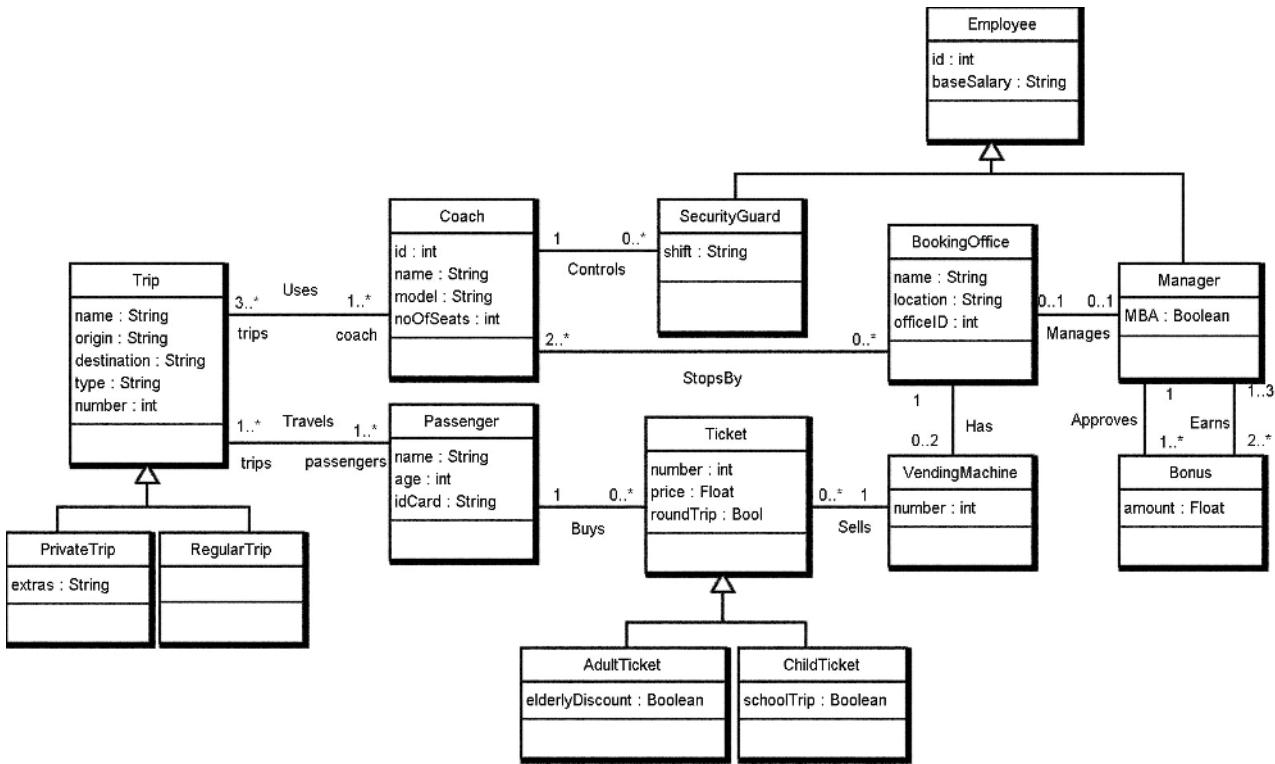 Employee
id : int
baseSalary : String
Coach
id : int
name : String
model : String
noOfSeats : int
1
0..*
Controls
SecurityGuard
shift : String
BookingOffice
name : String
location : String
officeID : int
0..1
0..1
Manages
Manager
MBA : Boolean
Trip
name : String
origin : String
destination : String
type : String
number : int
Uses
3..*
1..*
trips
coach
2..*
0..*
StopsBy
Travels
1..*
1..*
trips
passengers
Passenger
name : String
age : int
idCard : String
1
0..*
Buys
Ticket
number : int
price : Float
roundTrip : Bool
0..*
1
Sells
1
Has
0..2
VendingMachine
number : int
Approves
1
1..*
Earns
1..3
2..*
Bonus
amount : Float
PrivateTrip
extras : String
RegularTrip
AdultTicket
elderlyDiscount : Boolean
ChildTicket
schoolTrip : Boolean